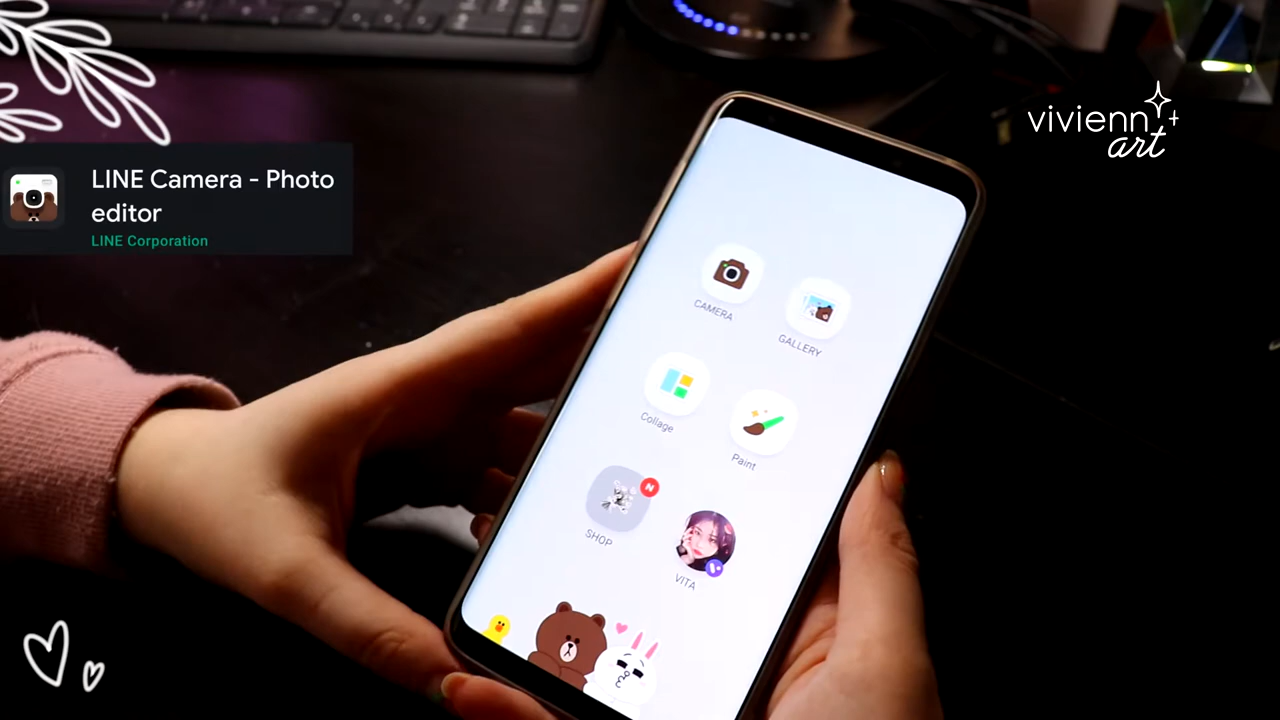 LINE Camera - Photo
editor
LINE Corporation
vivienn
art
CAMERA
GALLERY
Collage
Paint
N
SHOP
VITA